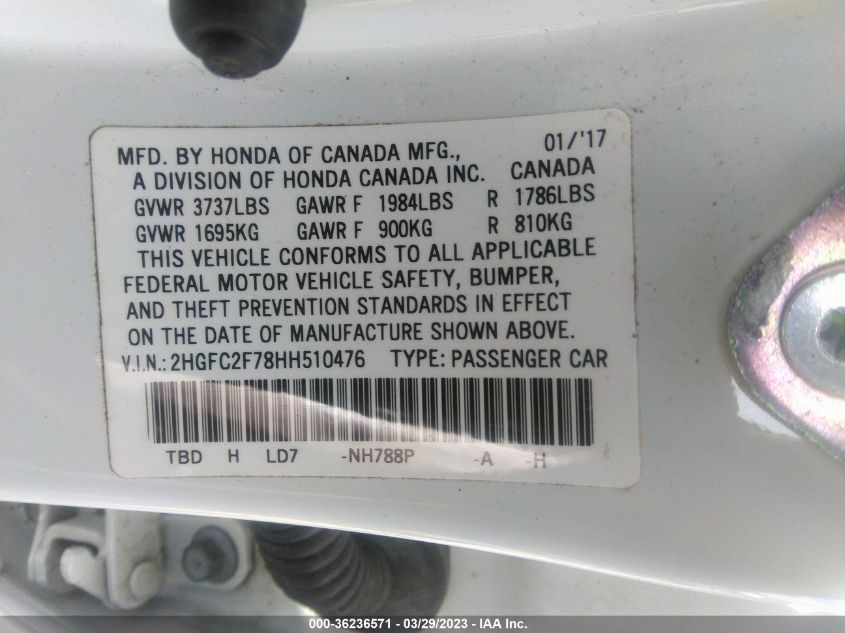 01/'17
MFD. BY HONDA OF CANADA MFG.,
A DIVISION OF HONDA CANADA INC. CANADA
GVWR 3737LBS GAWR F 1984LBS R 1786LBS
GVWR 1695KG GAWR F 900KG R 810KG
THIS VEHICLE CONFORMS TO ALL APPLICABLE
FEDERAL MOTOR VEHICLE SAFETY, BUMPER,
AND THEFT PREVENTION STANDARDS IN EFFECT
ON THE DATE OF MANUFACTURE SHOWN ABOVE.
V.I.N.: 2HGFC2F78HH510476 TYPE: PASSENGER CAR
TBD H LD7 -NH788P -A -H
000-36236571 — 03/29/2023 — IAA Inc.